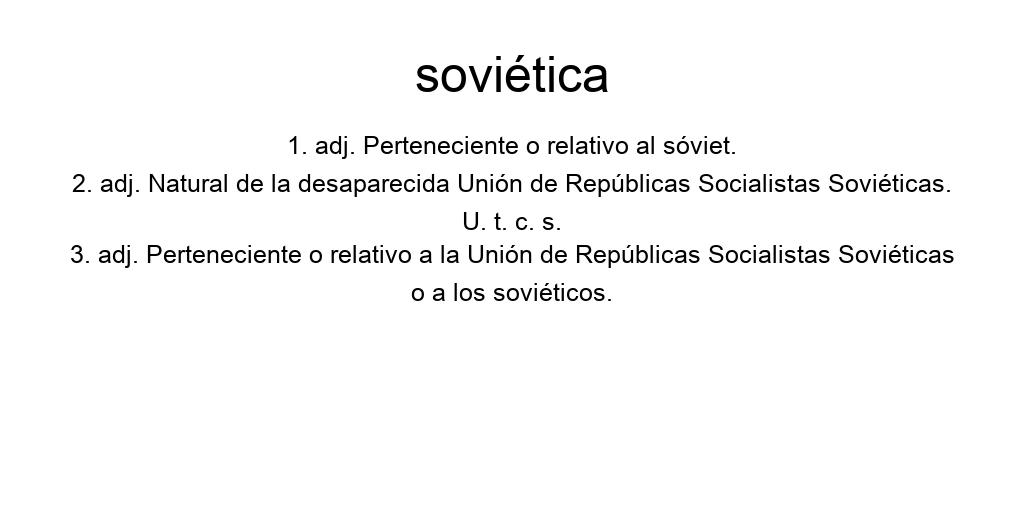 soviética
1. adj. Perteneciente o relativo al sóviet.
2. adj. Natural de la desaparecida Unión de Repúblicas Socialistas Soviéticas.
U. t. c. s.
3. adj. Perteneciente o relativo a la Unión de Repúblicas Socialistas Soviéticas
o a los soviéticos.